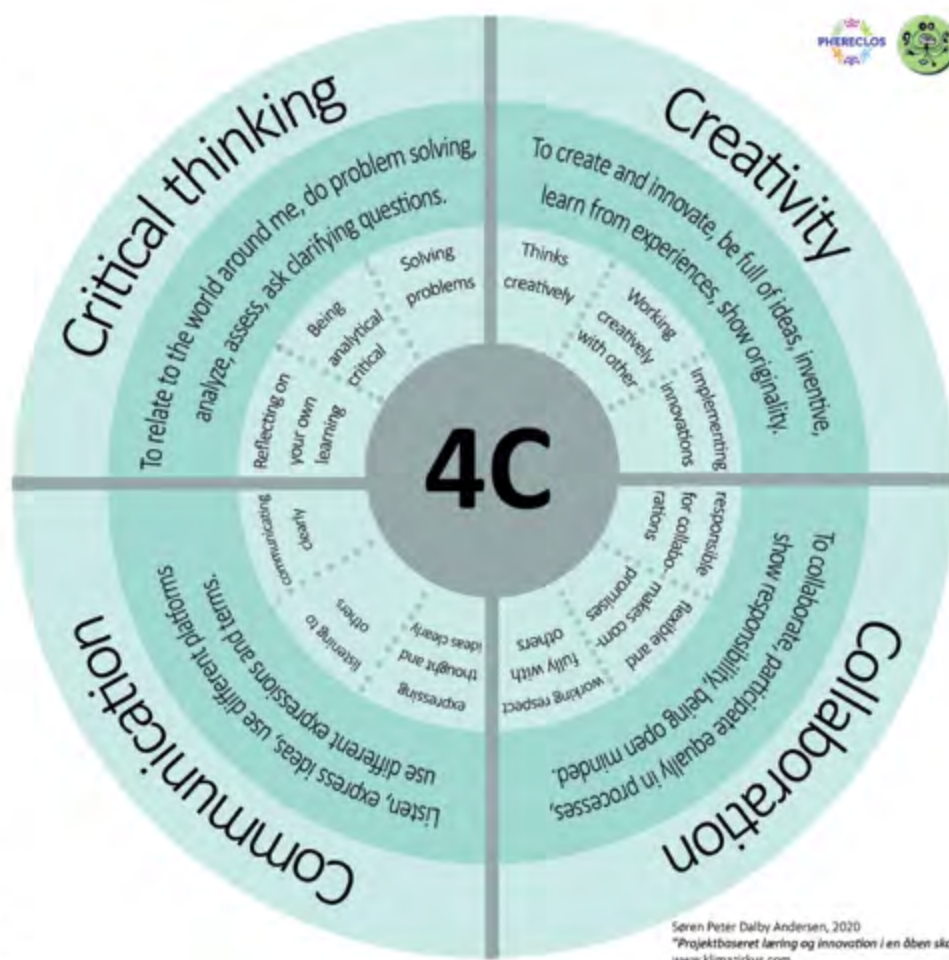 PHERECLOS
Critical thinking
To relate to the world around me, do problem solving,
analyze, assess, ask clarifying questions.
Reflecting on
your own
learning
Being
analytical
critical
Solving
problems
Creativity
To create and innovate, be full of ideas, inventive,
learn from experiences, show originality.
Thinks
creatively
Working
creatively
with other
Implementing
innovations
4C
Collaboration
To collaborate, participate equally in processes,
show responsibility, being open minded.
responsible
for collabo-
rations
flexible and
makes com-
promises
working respect
fully with
others
Communication
Listen, express ideas, use different platforms
use different expressions and terms.
expressing
thought and
ideas clearly
listening to
others
communicating
clearly
Søren Peter Dalby Andersen, 2020
"Projektbaseret læring og innovation i en åben sko
www.klimazirkus.com